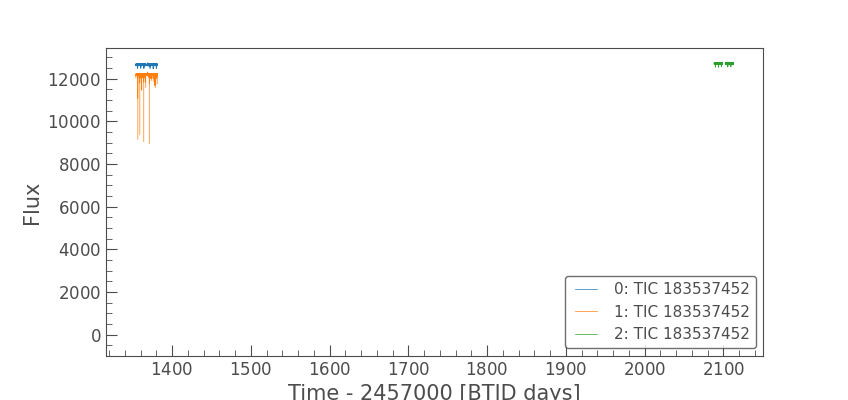 12000
10000
8000
6000
4000
2000
0
Flux
0: TIC 183537452
1: TIC 183537452
2: TIC 183537452
1400 1500 1600 1700 1800 1900 2000 2100
Time - 2457000 [BTJD days]